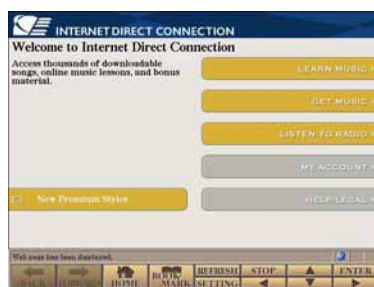 INTERNET DIRECT CONNECTION
Welcome to Internet Direct Connection
Access thousands of downloadable
songs, online music lessons, and bonus
material.
LEARN MUSIC
GET MUSIC
LISTEN TO RADIO
MY ACCOUNT
HELP/LEGAL
New Premium Styles
Web page has been displayed.
BACK FORWARD HOME BOOK MARK REFRESH STOP ENTER
SETTING